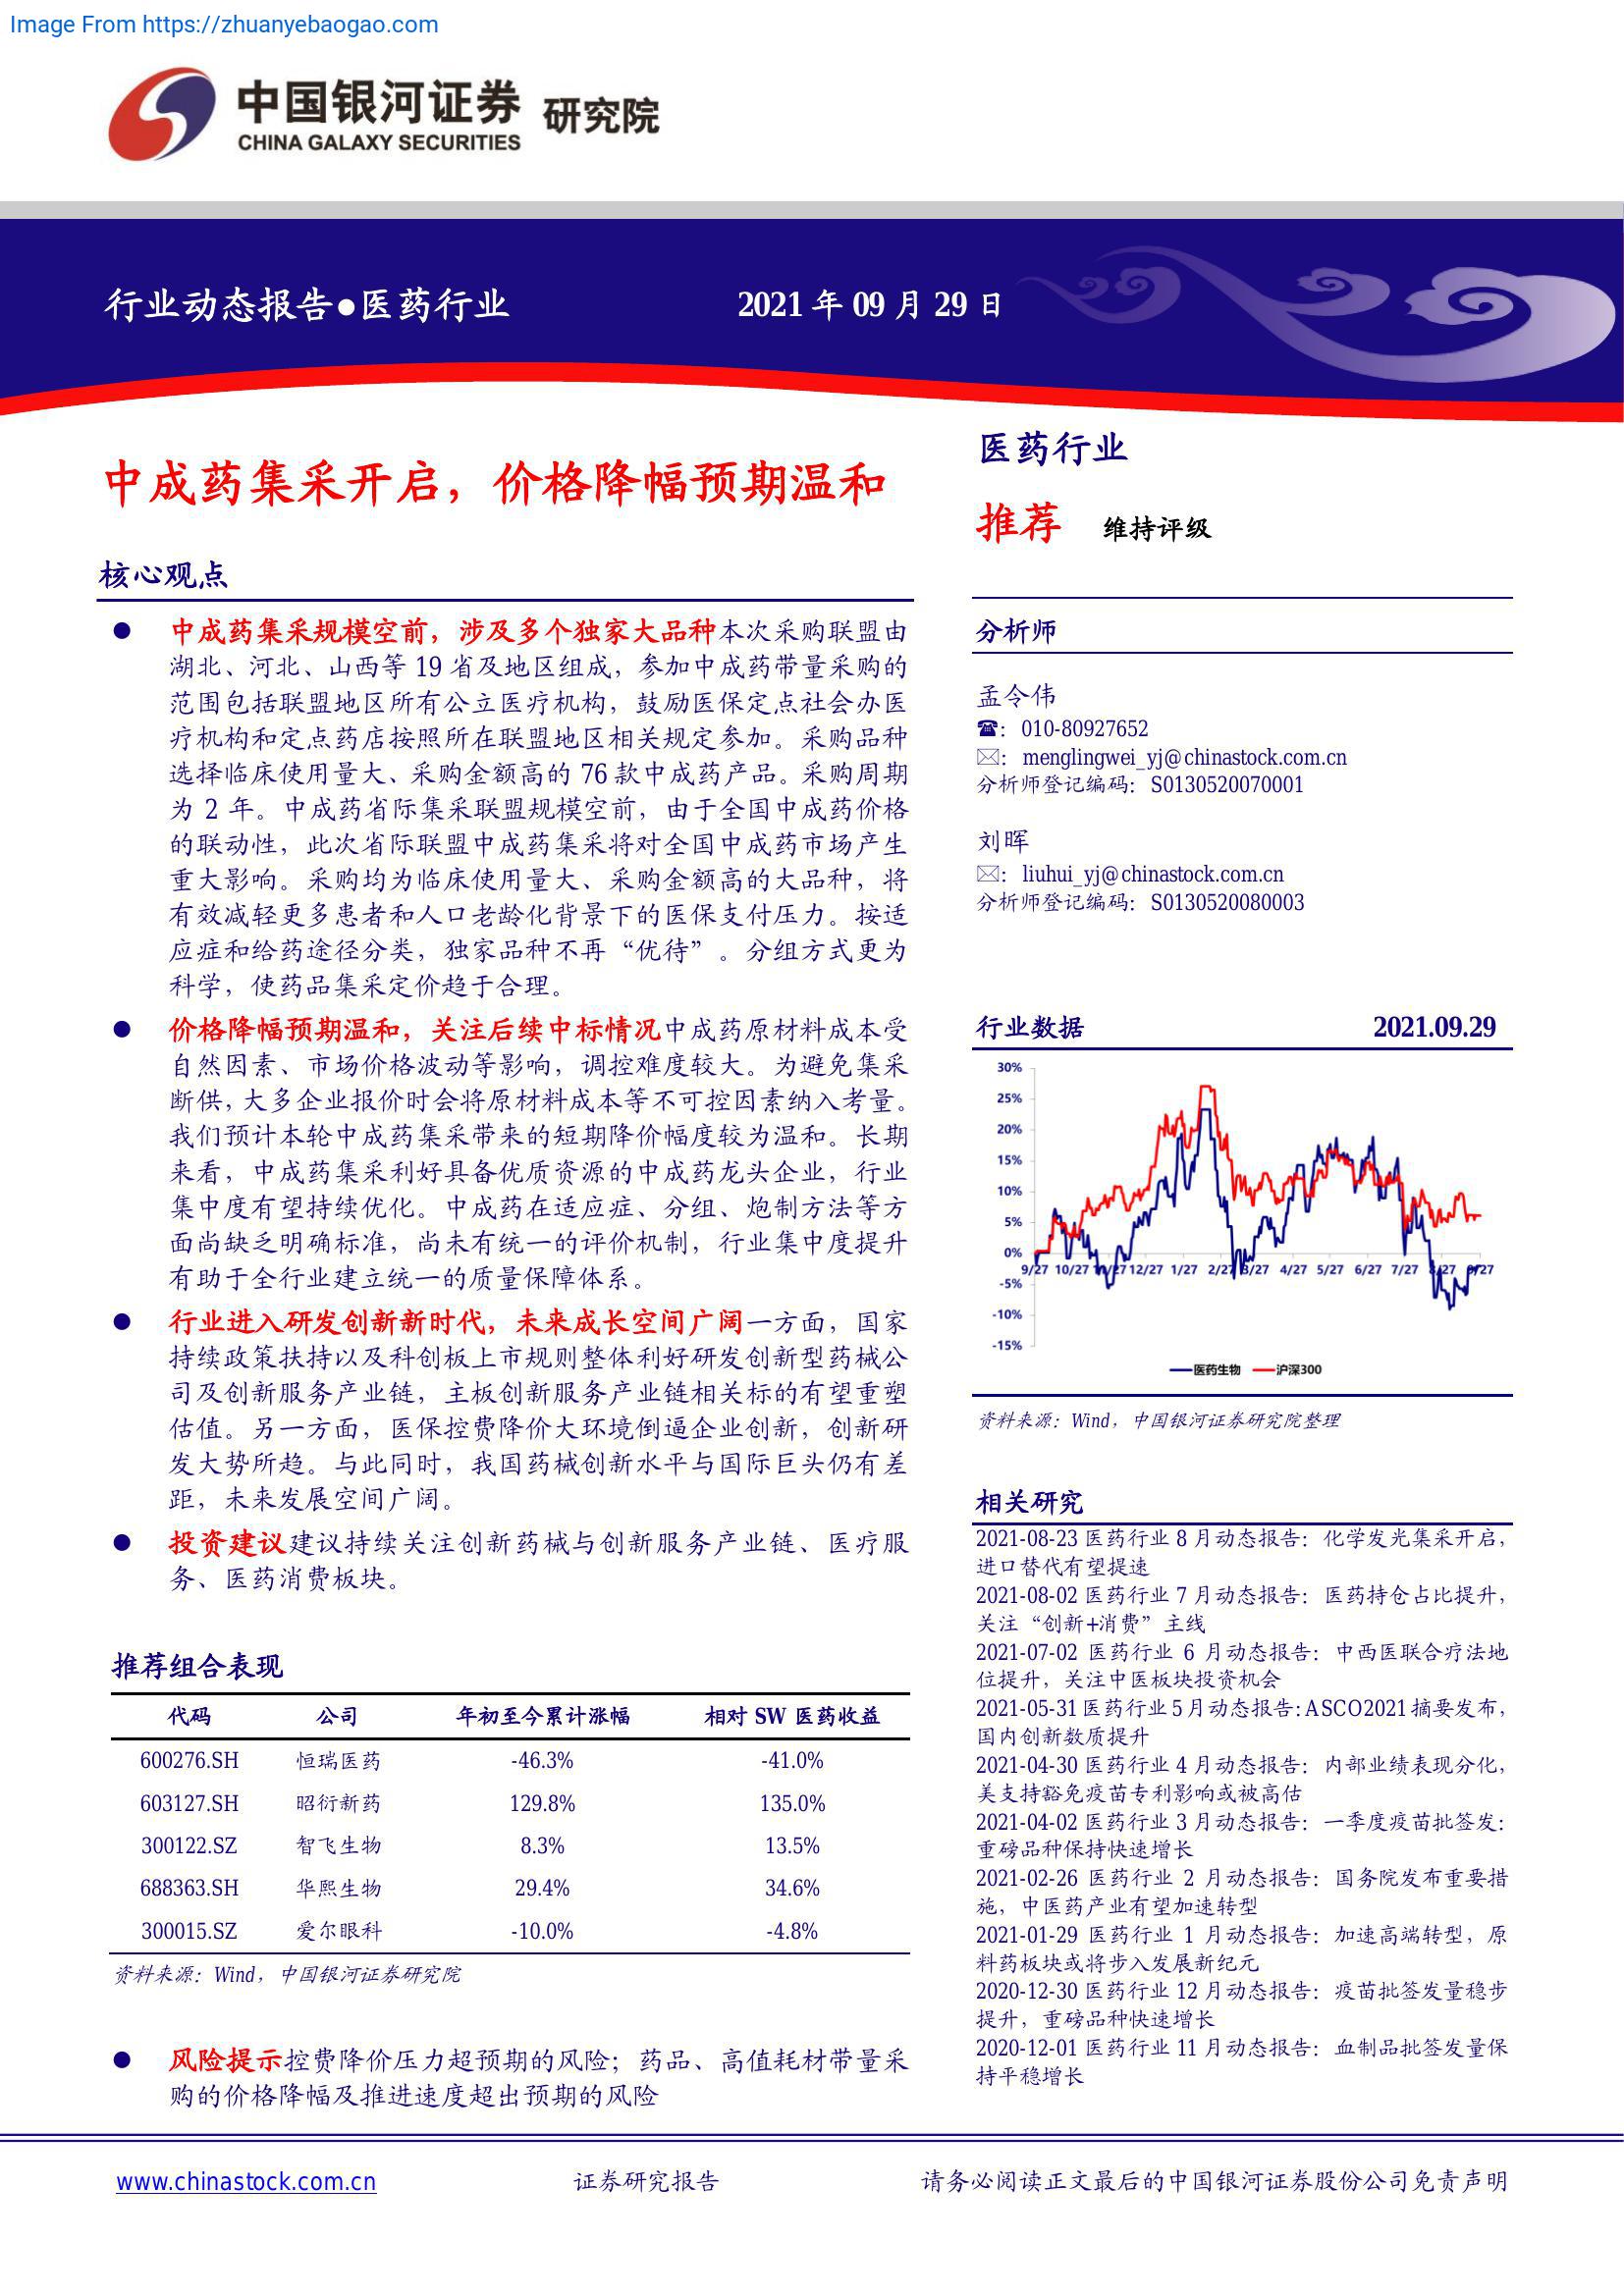 Image From https://zhuanyebaogao.com
中国银河证券 研究院
CHINA GALAXY SECURITIES
行业动态报告●医药行业
2021 年 09 月 29 日
中成药集采开启，价格降幅预期温和
核心观点
● 中成药集采规模空前，涉及多个独家大品种本次采购联盟由
湖北、河北、山西等 19 省及地区组成，参加中成药带量采购的
范围包括联盟地区所有公立医疗机构，鼓励医保定点社会办医
疗机构和定点药店按照所在联盟地区相关规定参加。采购品种
选择临床使用量大、采购金额高的 76 款中成药产品。采购周期
为 2 年。中成药省际集采联盟规模空前，由于全国中成药价格
的联动性，此次省际联盟中成药集采将对全国中成药市场产生
重大影响。采购均为临床使用量大、采购金额高的大品种，将
有效减轻更多患者和人口老龄化背景下的医保支付压力。按适
应症和给药途径分类，独家品种不再“优待”。分组方式更为
科学，使药品集采定价趋于合理。
● 价格降幅预期温和，关注后续中标情况中成药原材料成本受
自然因素、市场价格波动等影响，调控难度较大。为避免集采
断供，大多企业报价时会将原材料成本等不可控因素纳入考量。
我们预计本轮中成药集采带来的短期降价幅度较为温和。长期
来看，中成药集采利好具备优质资源的中成药龙头企业，行业
集中度有望持续优化。中成药在适应症、分组、炮制方法等方
面尚缺乏明确标准，尚未有统一的评价机制，行业集中度提升
有助于全行业建立统一的质量保障体系。
● 行业进入研发创新新时代，未来成长空间广阔一方面，国家
持续政策扶持以及科创板上市规则整体利好研发创新型药械公
司及创新服务产业链，主板创新服务产业链相关标的有望重塑
估值。另一方面，医保控费降价大环境倒逼企业创新，创新研
发大势所趋。与此同时，我国药械创新水平与国际巨头仍有差
距，未来发展空间广阔。
● 投资建议建议持续关注创新药械与创新服务产业链、医疗服
务、医药消费板块。
推荐组合表现
代码 公司 年初至今累计涨幅 相对 SW 医药收益
600276.SH 恒瑞医药 -46.3% -41.0%
603127.SH 昭衍新药 129.8% 135.0%
300122.SZ 智飞生物 8.3% 13.5%
688363.SH 华熙生物 29.4% 34.6%
300015.SZ 爱尔眼科 -10.0% -4.8%
资料来源：Wind，中国银河证券研究院
● 风险提示控费降价压力超预期的风险；药品、高值耗材带量采
购的价格降幅及推进速度超出预期的风险
医药行业
推荐 维持评级
分析师
孟令伟
☎：010-80927652
✉：menglingwei_yj@chinastock.com.cn
分析师登记编码：S0130520070001
刘晖
✉：liuhui_yj@chinastock.com.cn
分析师登记编码：S0130520080003
行业数据 2021.09.29
30%
25%
20%
15%
10%
5%
0%
9/27 10/27 11/27 12/27 1/27 2/27 3/27 4/27 5/27 6/27 7/27 8/27 9/27
-5%
-10%
-15%
医药生物 沪深300
资料来源：Wind，中国银河证券研究院整理
相关研究
2021-08-23 医药行业 8 月动态报告：化学发光集采开启，
进口替代有望提速
2021-08-02 医药行业 7 月动态报告：医药持仓占比提升，
关注“创新+消费”主线
2021-07-02 医药行业 6 月动态报告：中西医联合疗法地
位提升，关注中医板块投资机会
2021-05-31 医药行业 5 月动态报告：ASCO2021 摘要发布，
国内创新数质提升
2021-04-30 医药行业 4 月动态报告：内部业绩表现分化，
美支持豁免疫苗专利影响或被高估
2021-04-02 医药行业 3 月动态报告：一季度疫苗批签发：
重磅品种保持快速增长
2021-02-26 医药行业 2 月动态报告：国务院发布重要措
施，中医药产业有望加速转型
2021-01-29 医药行业 1 月动态报告：加速高端转型，原
料药板块或将步入发展新纪元
2020-12-30 医药行业 12 月动态报告：疫苗批签发量稳步
提升，重磅品种快速增长
2020-12-01 医药行业 11 月动态报告：血制品批签发量保
持平稳增长
www.chinastock.com.cn 证券研究报告 请务必阅读正文最后的中国银河证券股份公司免责声明